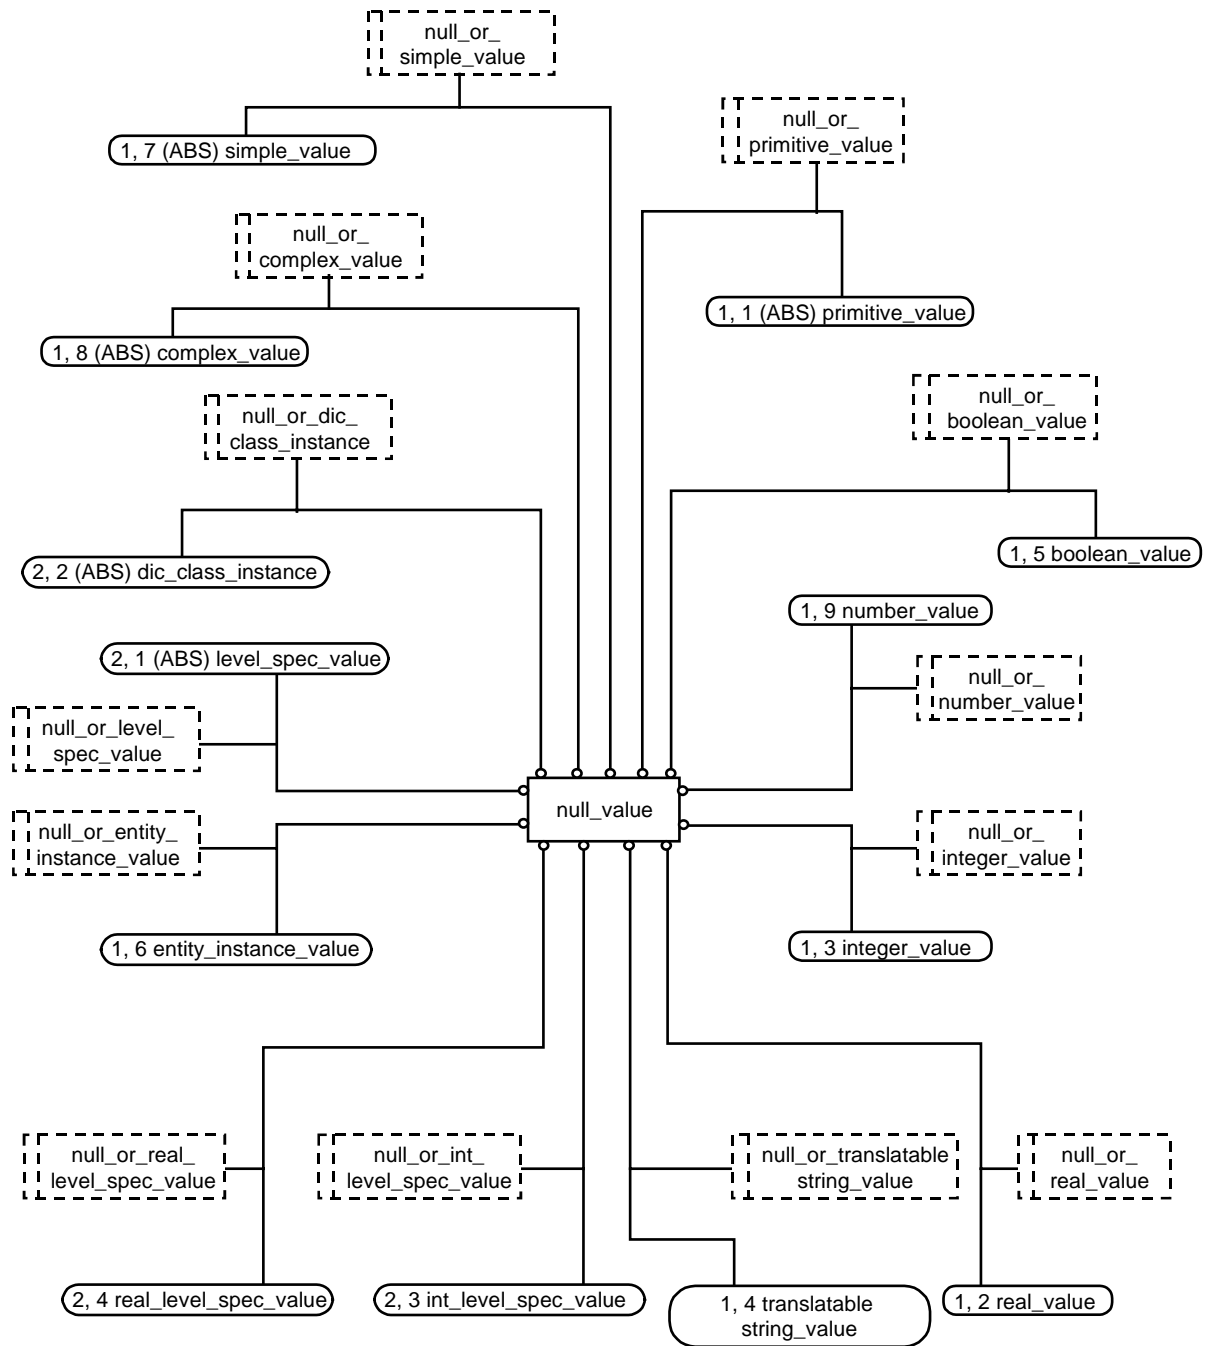 null_or_
simple_value
1, 7 (ABS) simple_value
null_or_
primitive_value
null_or_
complex_value
1, 1 (ABS) primitive_value
1, 8 (ABS) complex_value
null_or_dic_
class_instance
null_or_
boolean_value
2, 2 (ABS) dic_class_instance
1, 5 boolean_value
1, 9 number_value
2, 1 (ABS) level_spec_value
null_or_
number_value
null_or_level_
spec_value
null_value
null_or_entity_
instance_value
null_or_
integer_value
1, 6 entity_instance_value
1, 3 integer_value
null_or_real_
level_spec_value
null_or_int_
level_spec_value
null_or_translatable
string_value
null_or_
real_value
2, 4 real_level_spec_value
2, 3 int_level_spec_value
1, 4 translatable
string_value
1, 2 real_value